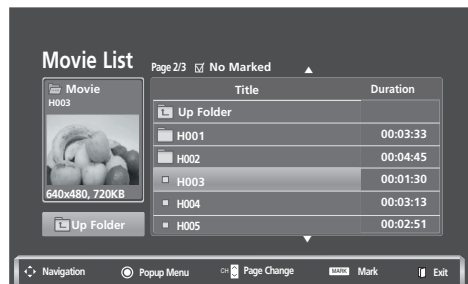 Movie List
Page 2/3 No Marked
Movie
H003
640x480, 720KB
Up Folder
Title Duration
Up Folder
H001 00:03:33
H002 00:04:45
H003 00:01:30
H004 00:03:13
H005 00:02:51
Navigation Popup Menu CH Page Change MARK Mark Exit